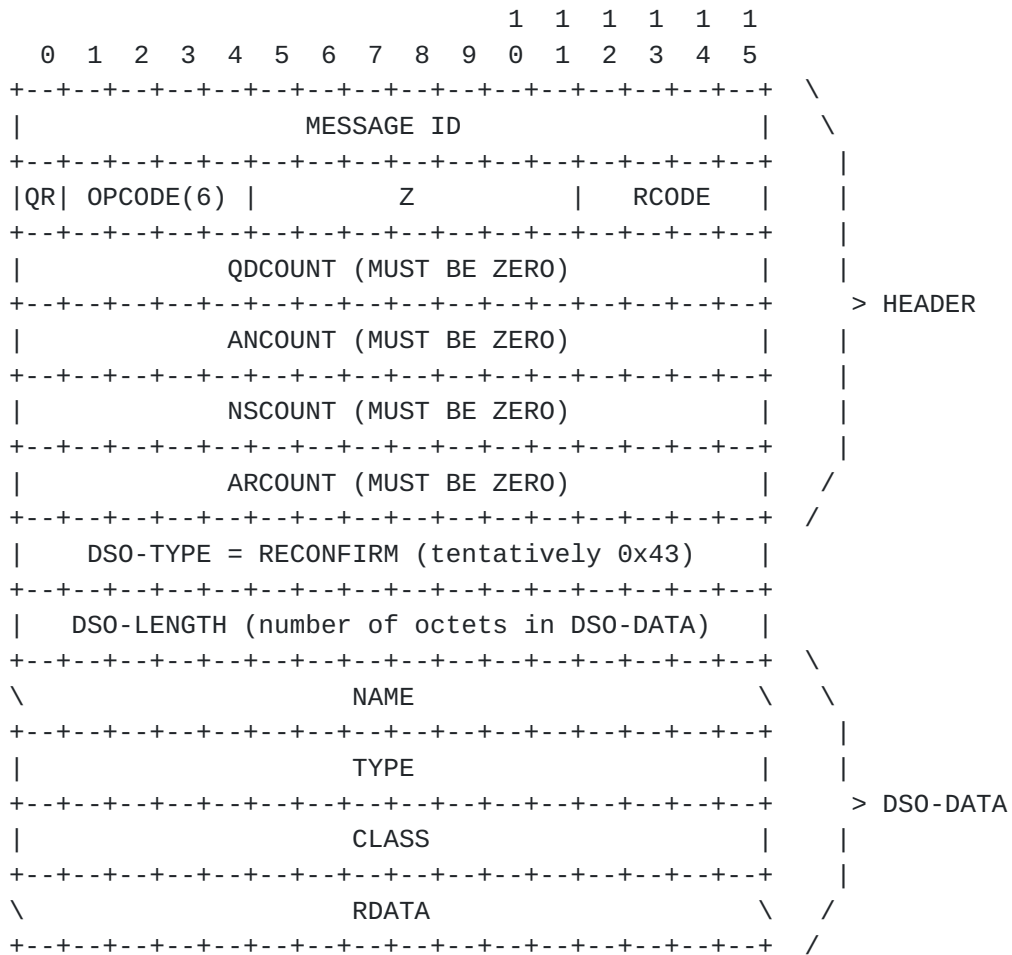 1  1  1  1  1  1
   0  1  2  3  4  5  6  7  8  9  0  1  2  3  4  5
+--+--+--+--+--+--+--+--+--+--+--+--+--+--+--+--+  \
|                  MESSAGE ID                   |   \
+--+--+--+--+--+--+--+--+--+--+--+--+--+--+--+--+    |
|QR| OPCODE(6) |         Z          |   RCODE   |    |
+--+--+--+--+--+--+--+--+--+--+--+--+--+--+--+--+    |
|             QDCOUNT (MUST BE ZERO)            |    |
+--+--+--+--+--+--+--+--+--+--+--+--+--+--+--+--+     > HEADER
|             ANCOUNT (MUST BE ZERO)            |    |
+--+--+--+--+--+--+--+--+--+--+--+--+--+--+--+--+    |
|             NSCOUNT (MUST BE ZERO)            |    |
+--+--+--+--+--+--+--+--+--+--+--+--+--+--+--+--+    |
|             ARCOUNT (MUST BE ZERO)            |   /
+--+--+--+--+--+--+--+--+--+--+--+--+--+--+--+--+  /
|    DSO-TYPE = RECONFIRM (tentatively 0x43)    |
+--+--+--+--+--+--+--+--+--+--+--+--+--+--+--+--+
|   DSO-LENGTH (number of octets in DSO-DATA)   |
+--+--+--+--+--+--+--+--+--+--+--+--+--+--+--+--+  \
\                     NAME                      \   \
+--+--+--+--+--+--+--+--+--+--+--+--+--+--+--+--+    |
|                     TYPE                      |    |
+--+--+--+--+--+--+--+--+--+--+--+--+--+--+--+--+     > DSO-DATA
|                     CLASS                     |    |
+--+--+--+--+--+--+--+--+--+--+--+--+--+--+--+--+    |
\                     RDATA                     \   /
+--+--+--+--+--+--+--+--+--+--+--+--+--+--+--+--+  /